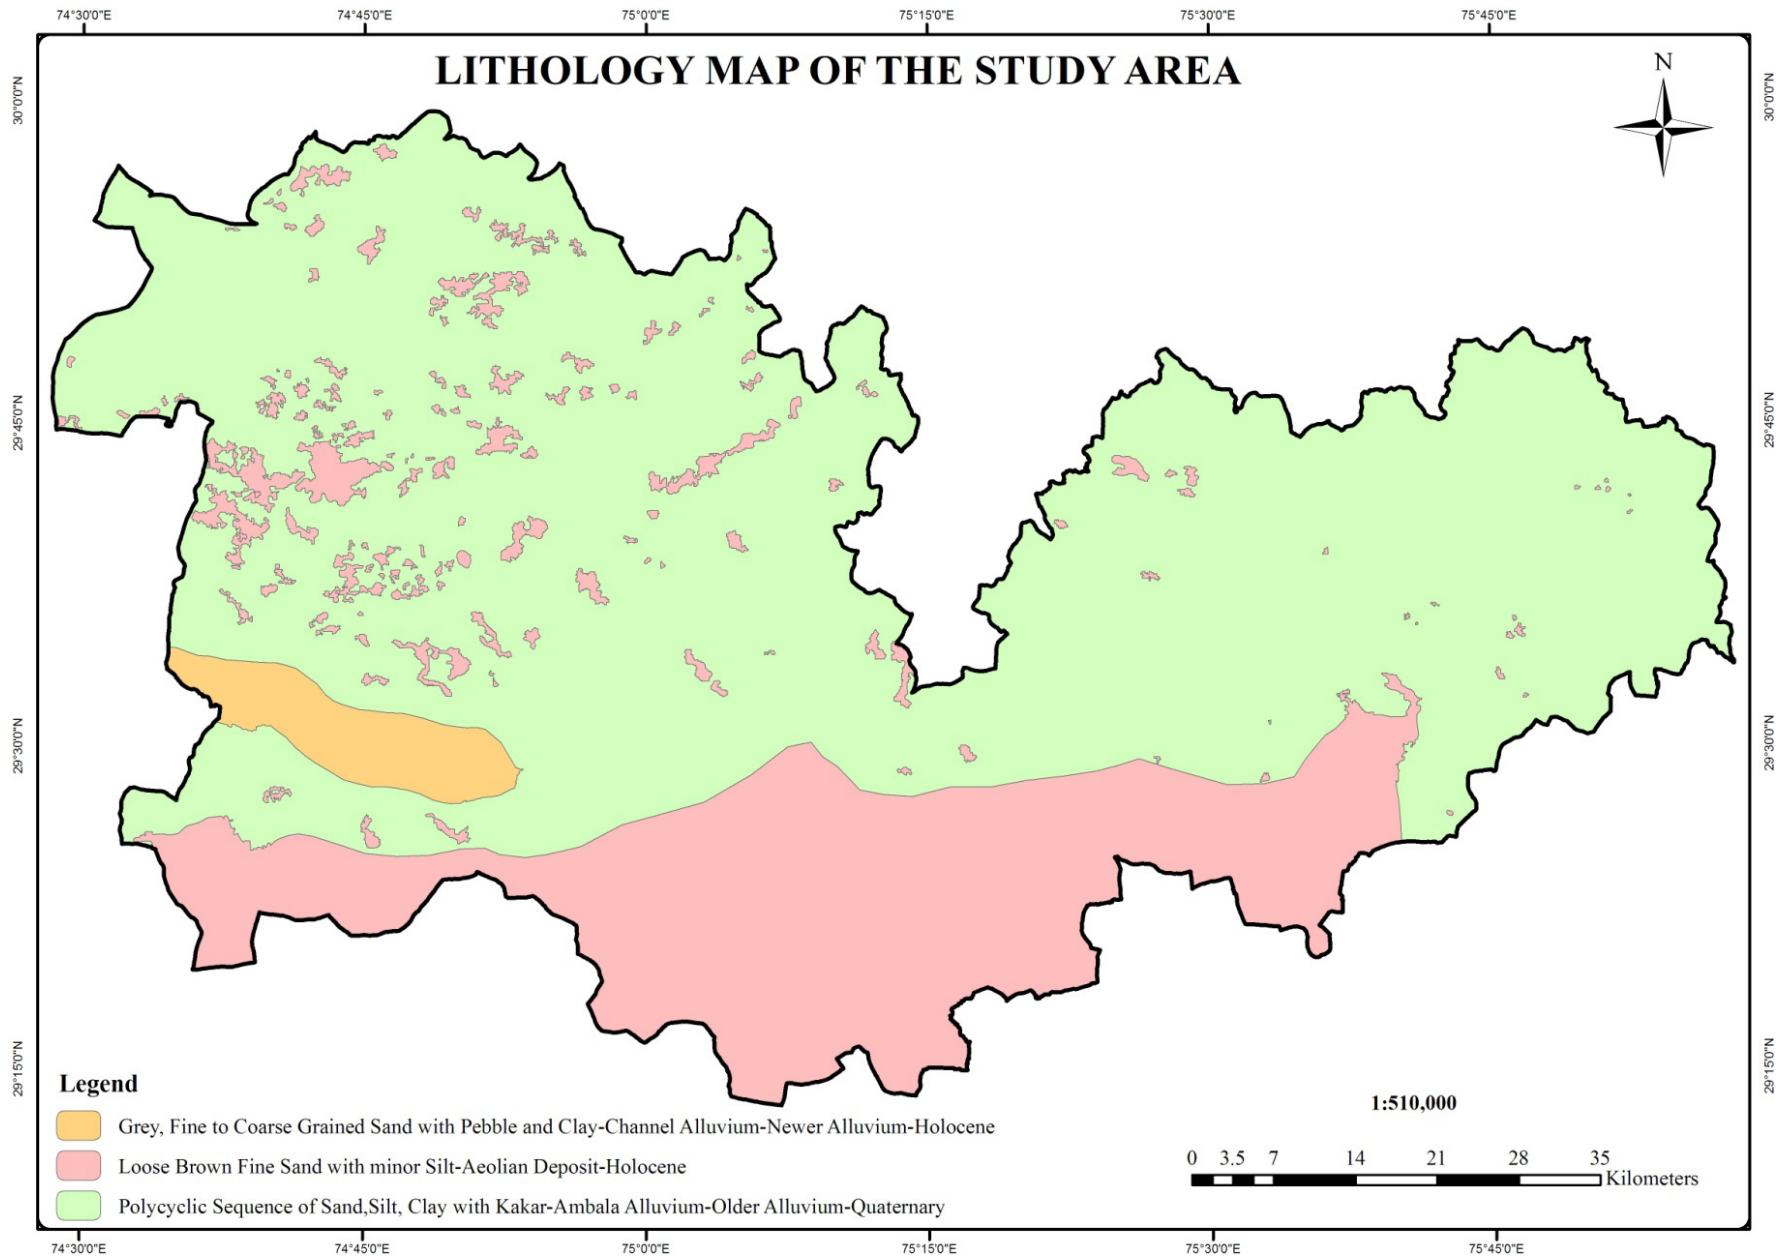 74°30'0"E 74°45'0"E 75°0'0"E 75°15'0"E 75°30'0"E 75°45'0"E
LITHOLOGY MAP OF THE STUDY AREA
N
30°0'0"N 30°0'0"N
29°45'0"N 29°45'0"N
29°30'0"N 29°30'0"N
29°15'0"N 29°15'0"N
Legend
Grey, Fine to Coarse Grained Sand with Pebble and Clay-Channel Alluvium-Newer Alluvium-Holocene
Loose Brown Fine Sand with minor Silt-Aeolian Deposit-Holocene
Polycyclic Sequence of Sand,Silt, Clay with Kakar-Ambala Alluvium-Older Alluvium-Quaternary
1:510,000
0 3.5 7 14 21 28 35
Kilometers
74°30'0"E 74°45'0"E 75°0'0"E 75°15'0"E 75°30'0"E 75°45'0"E